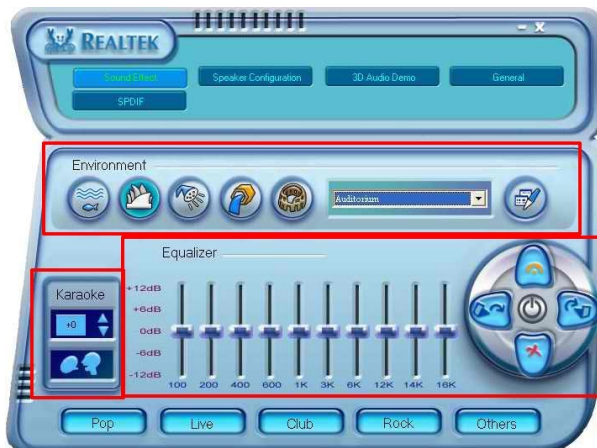 REALTEK
Sound Effect Speaker Configuration 3D Audio Demo General
SPDIF
Environment
Auditorium
Equalizer
Karaoke
+0
+12dB
+6dB
0dB
-6dB
-12dB
100 200 400 600 1K 3K 6K 12K 14K 16K
Pop Live Club Rock Others